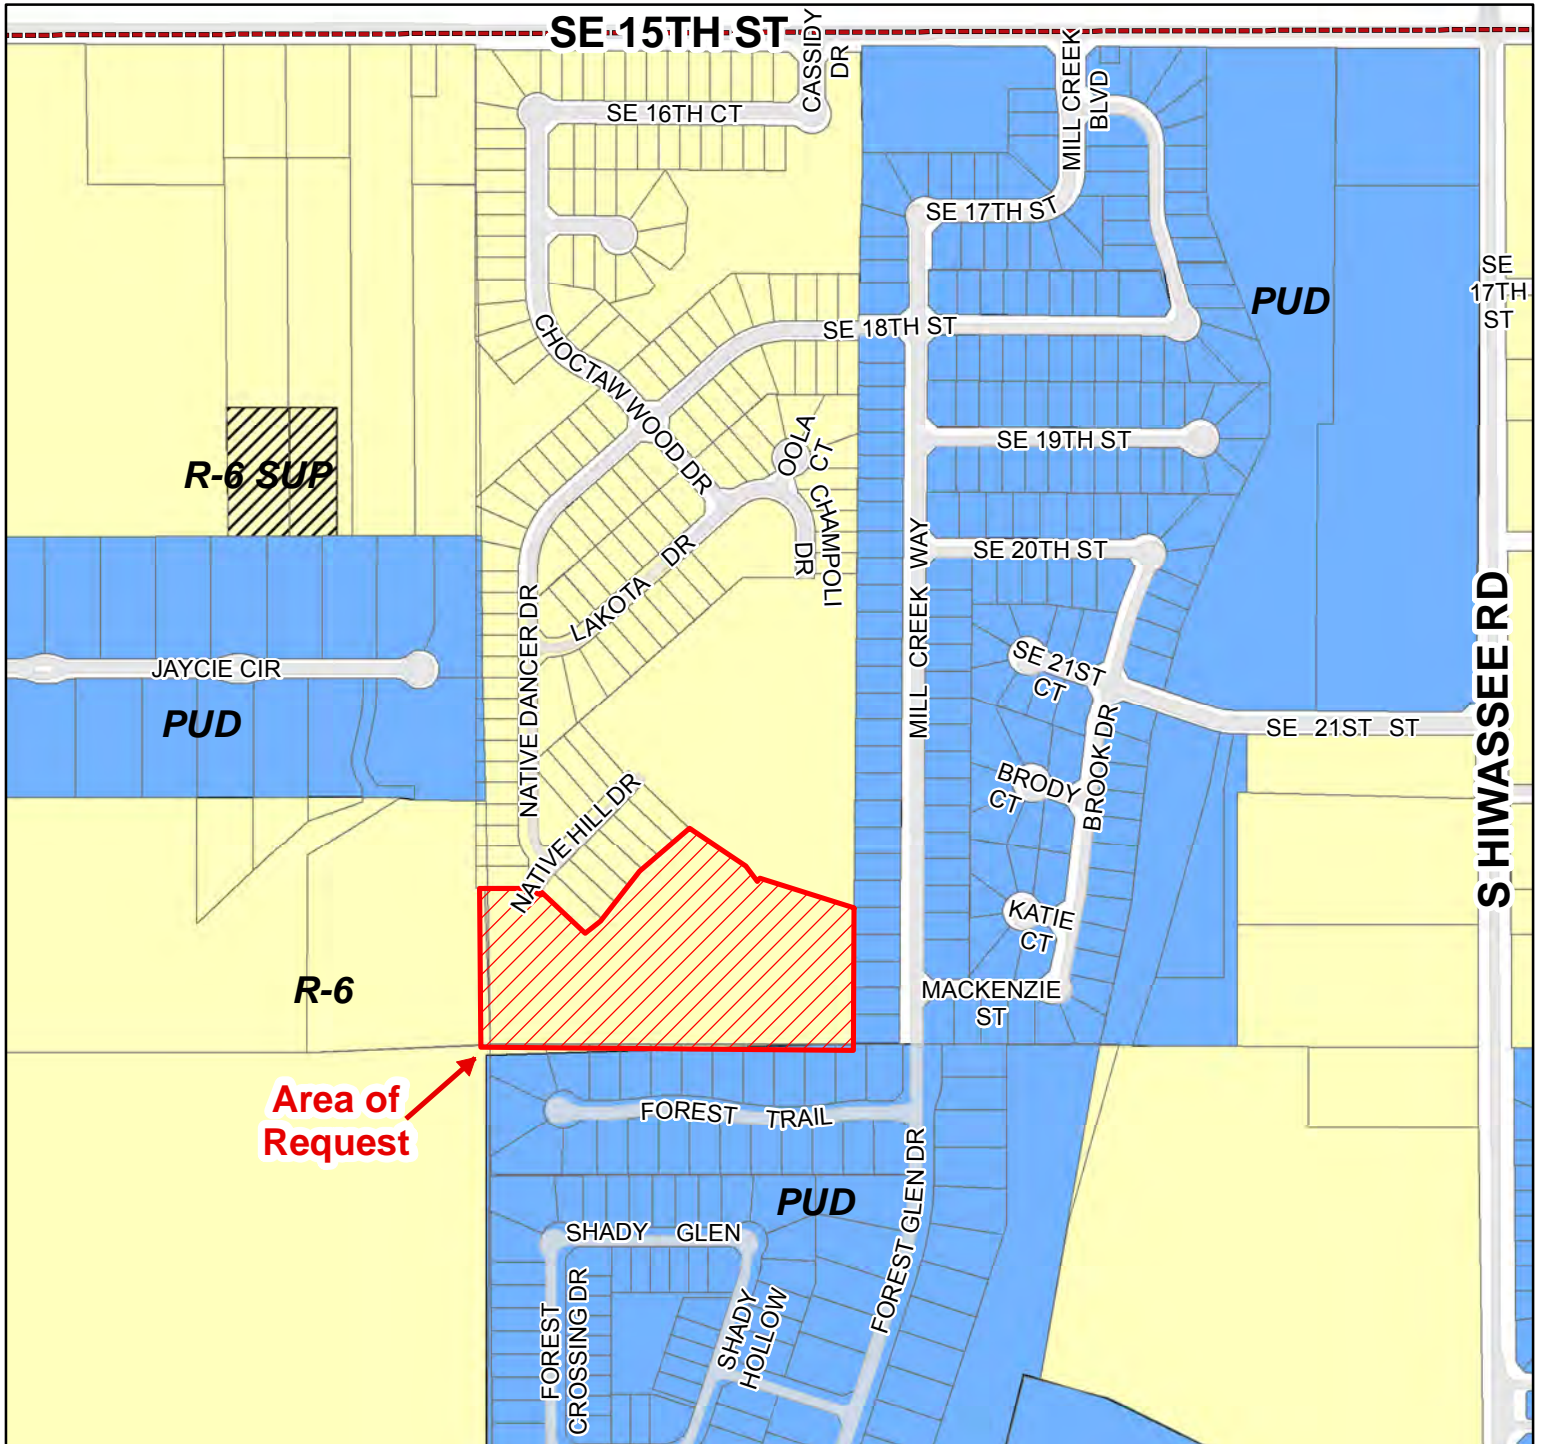 SE 15TH ST
CASSIDY
DR
MILL CREEK
BLVD
SE 16TH CT
SE 17TH ST
SE
17TH
ST
PUD
SE 18TH ST
CHOCTAW WOOD DR
OOLA
CT
SE 19TH ST
R-6 SUP
CHAMPOLI
DR
LAKOTA DR
MILL CREEK WAY
SE 20TH ST
NATIVE DANCER DR
JAYCIE CIR
PUD
SE 21ST
CT
SE 21ST ST
S HIWASSEE RD
BROOK DR
BRODY
CT
NATIVE HILL DR
KATIE
CT
R-6
MACKENZIE
ST
Area of
Request
FOREST TRAIL
FOREST GLEN DR
PUD
SHADY GLEN
FOREST
CROSSING DR
SHADY
HOLLOW